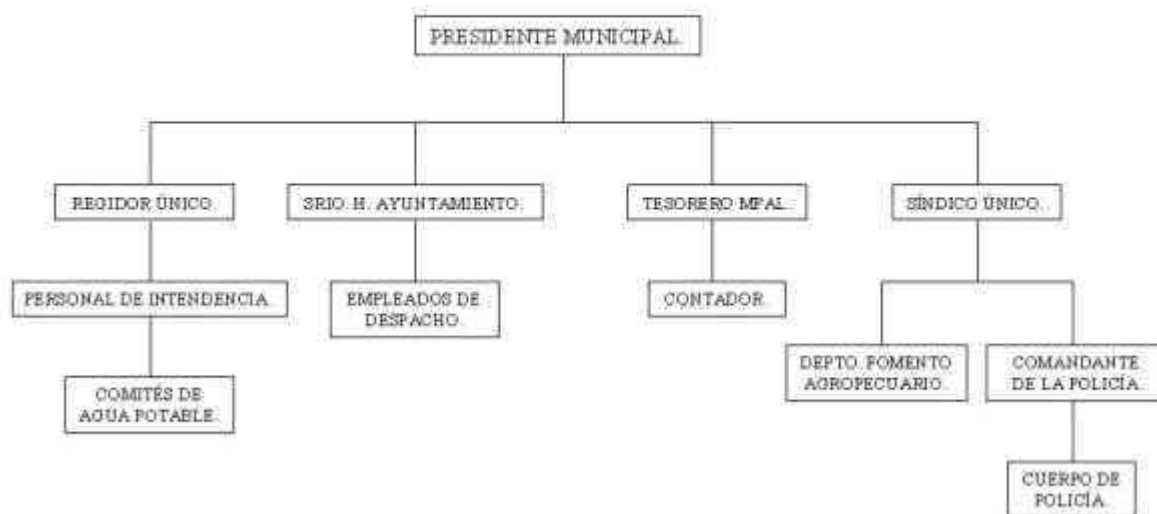 PRESIDENTE MUNICIPAL.
REGIDOR ÚNICO.
SRIO. H. AYUNTAMIENTO.
TESORERO MPAL.
SÍNDICO ÚNICO.
PERSONAL DE INTENDENCIA.
EMPLEADOS DE
DESPACHO.
CONTADOR.
DEPTO. FOMENTO
AGROPECUARIO.
COMANDANTE
DE LA POLICÍA.
COMITÉS DE
AGUA POTABLE.
CUERPO DE
POLICÍA.